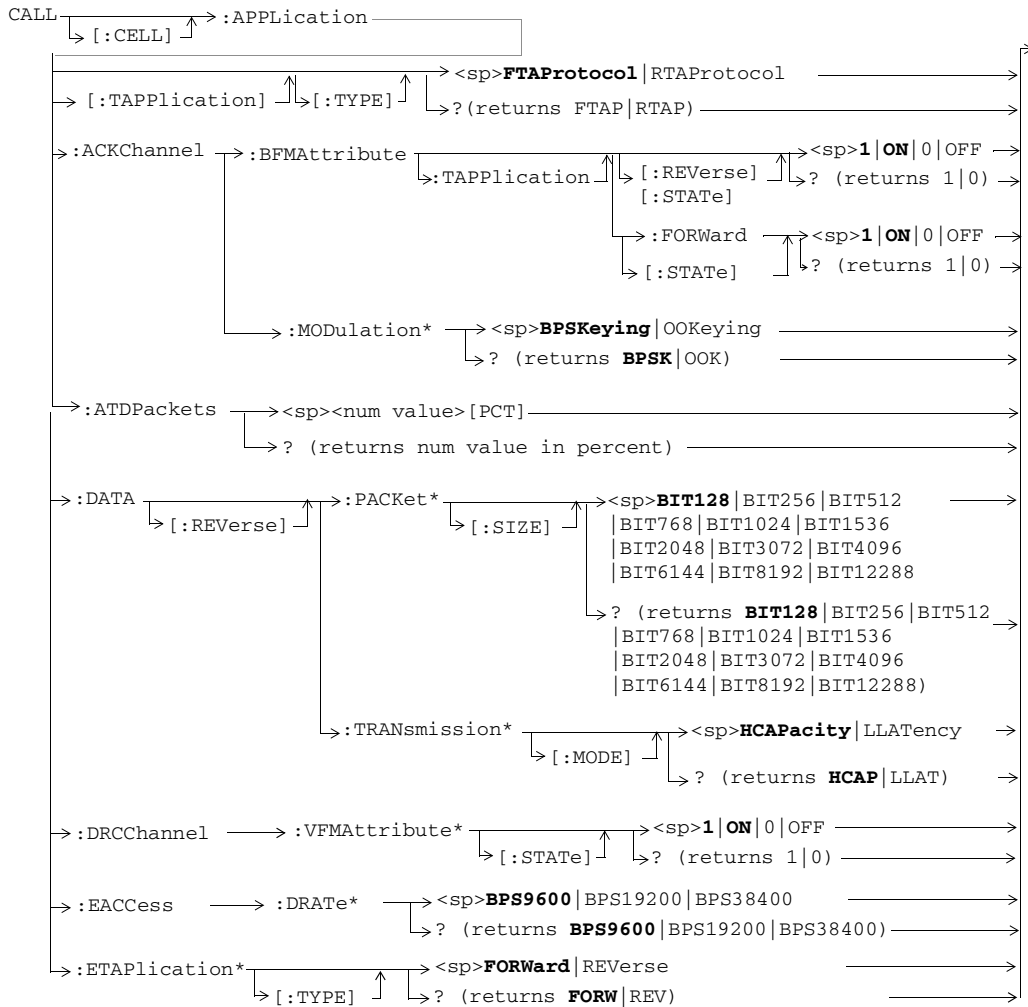 CALL :APPLication
[:CELL]
<sp>FTAProtocol|RTAProtocol
[:TAPPlication] [:TYPE]
?(returns FTAP|RTAP)
:ACKChannel :BFMAttribute <sp>1|ON|0|OFF
:TAPPlication [:REVerse] ? (returns 1|0)
[:STATe]
:FORWard <sp>1|ON|0|OFF
[:STATe] ? (returns 1|0)
:MODulation* <sp>BPSKeying|OOKeying
? (returns BPSK|OOK)
:ATDPackets <sp><num value>[PCT]
? (returns num value in percent)
:DATA :PACKet* <sp>BIT128|BIT256|BIT512
[:REVerse] [:SIZE] |BIT768|BIT1024|BIT1536
|BIT2048|BIT3072|BIT4096
|BIT6144|BIT8192|BIT12288
? (returns BIT128|BIT256|BIT512
|BIT768|BIT1024|BIT1536
|BIT2048|BIT3072|BIT4096
|BIT6144|BIT8192|BIT12288)
:TRANsmission* <sp>HCAPacity|LLATency
[:MODE]
? (returns HCAP|LLAT)
:DRCChannel :VFMAttribute* <sp>1|ON|0|OFF
[:STATe] ? (returns 1|0)
:EACCess :DRATe* <sp>BPS9600|BPS19200|BPS38400
? (returns BPS9600|BPS19200|BPS38400)
:ETAPlication* <sp>FORWard|REVerse
[:TYPE] ? (returns FORW|REV)